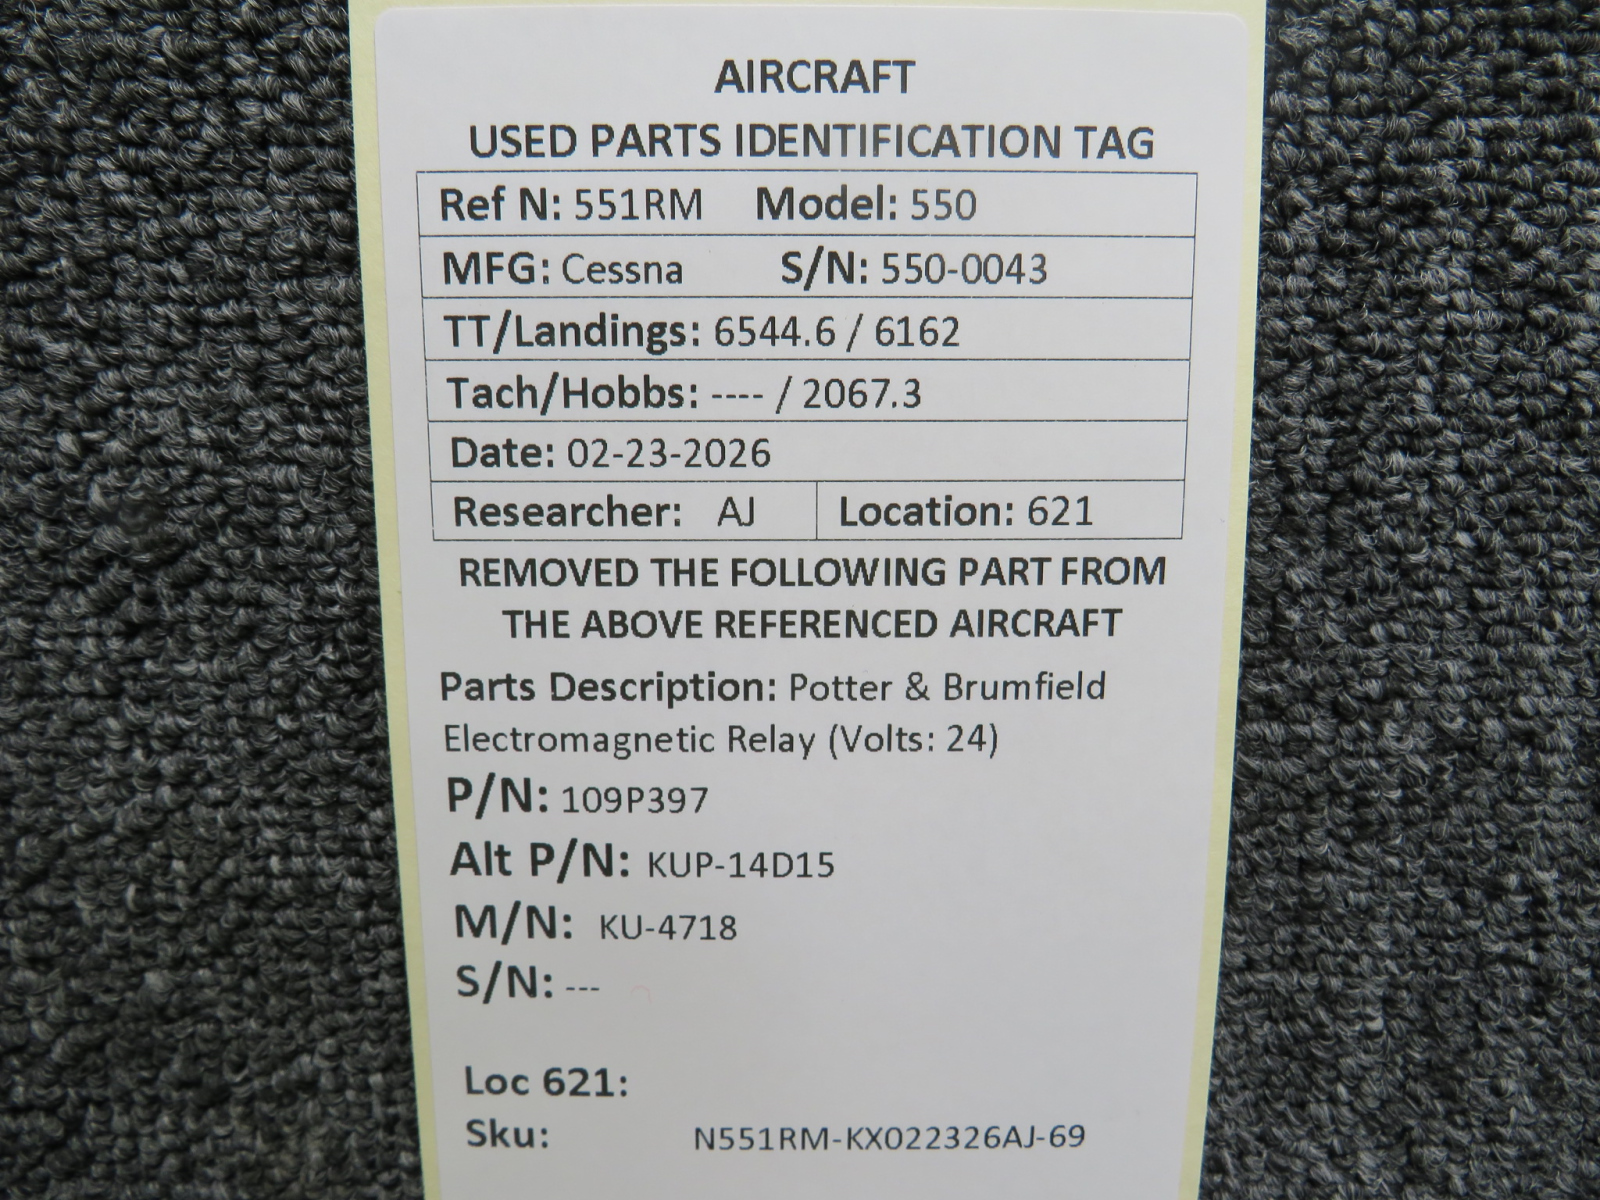 AIRCRAFT
USED PARTS IDENTIFICATION TAG
Ref N: 551RM Model: 550
MFG: Cessna S/N: 550-0043
TT/Landings: 6544.6 / 6162
Tach/Hobbs: ---- / 2067.3
Date: 02-23-2026
Researcher: AJ Location: 621
REMOVED THE FOLLOWING PART FROM
THE ABOVE REFERENCED AIRCRAFT
Parts Description: Potter & Brumfield
Electromagnetic Relay (Volts: 24)
P/N: 109P397
Alt P/N: KUP-14D15
M/N: KU-4718
S/N: ---
Loc 621:
Sku: N551RM-KX022326AJ-69